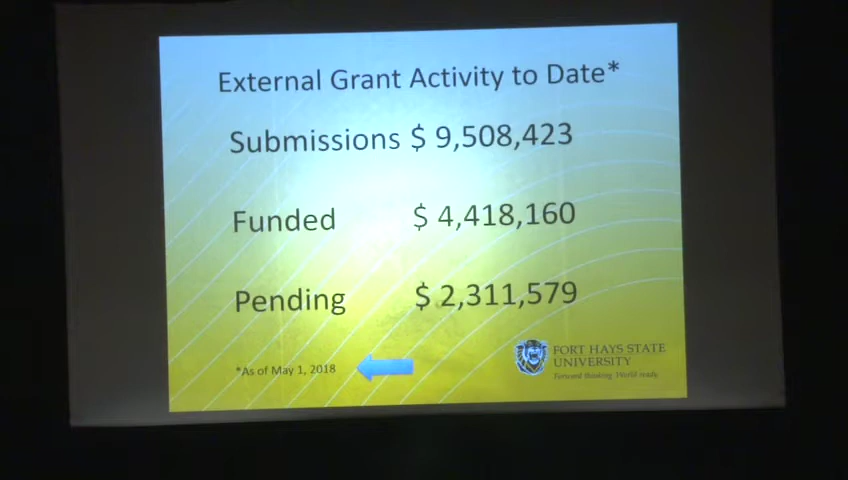 External Grant Activity to Date*
Submissions $ 9,508,423
Funded $ 4,418,160
Pending $ 2,311,579
*As of May 1, 2018
FORT HAYS STATE
UNIVERSITY
Forward thinking. World ready.